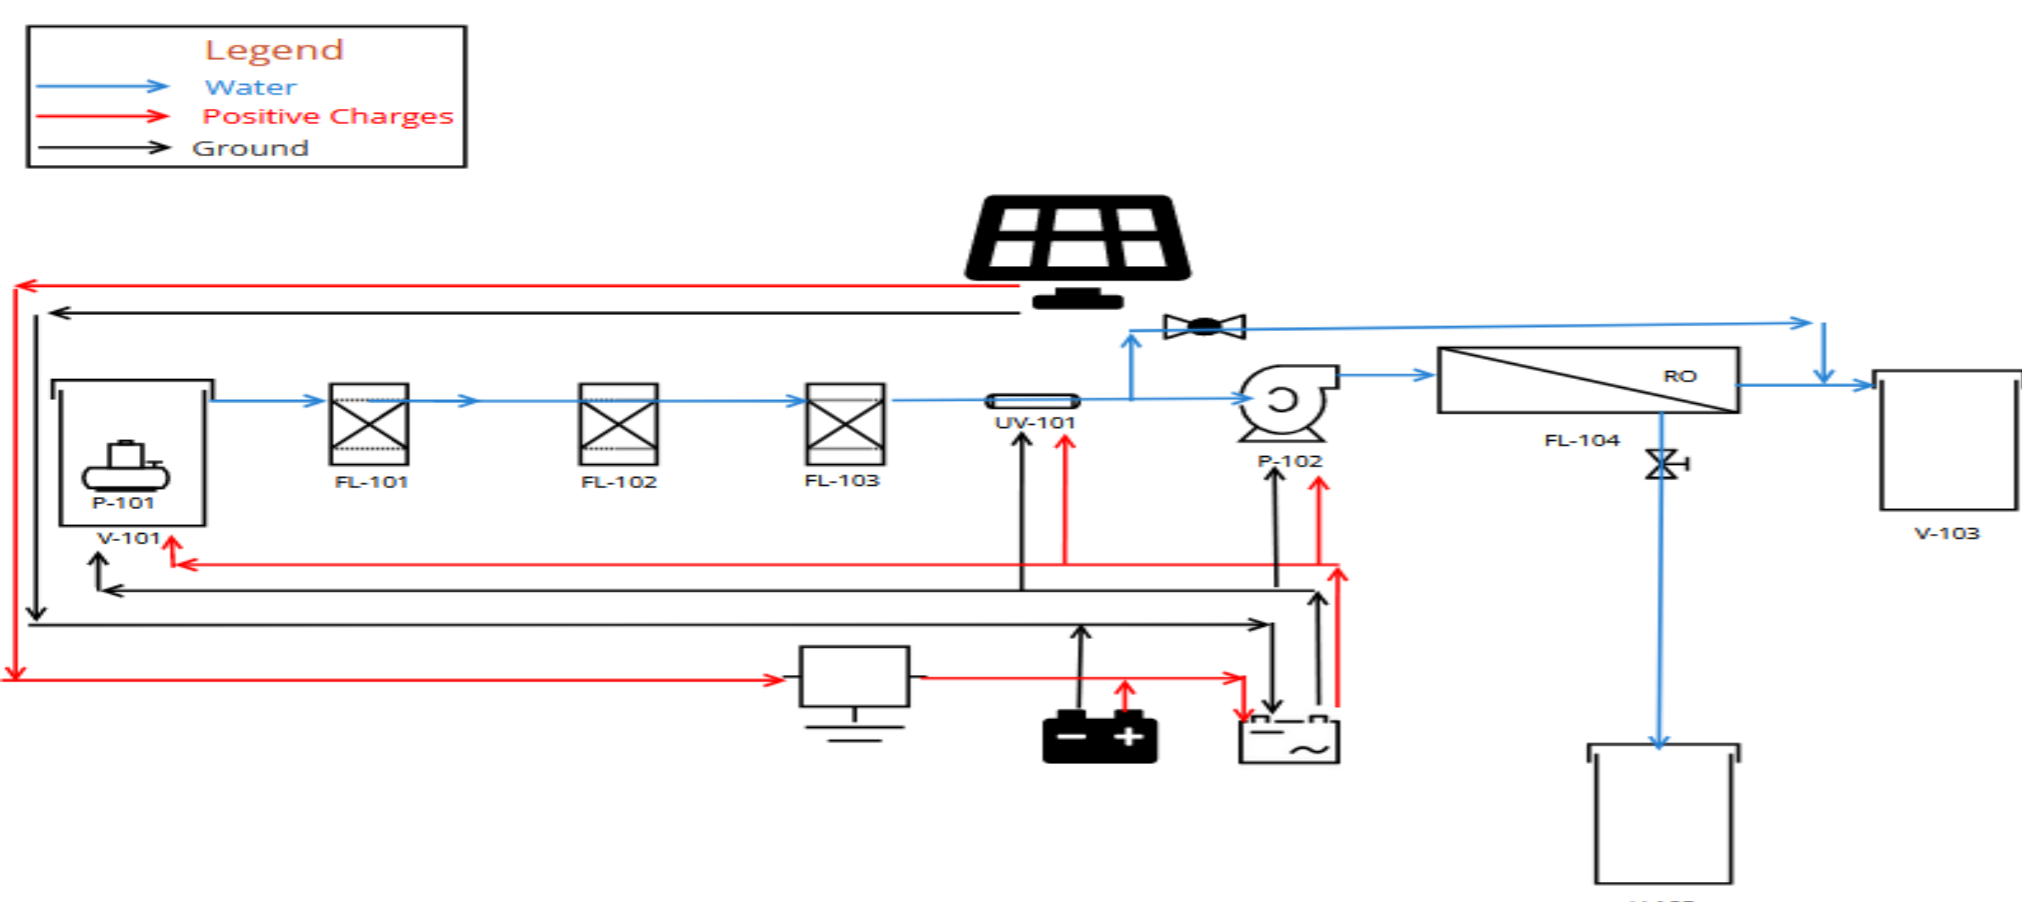 Legend
Water
Positive Charges
Ground
RO
UV-101
FL-104
P-102
FL-101
FL-102
FL-103
P-101
V-101
V-103